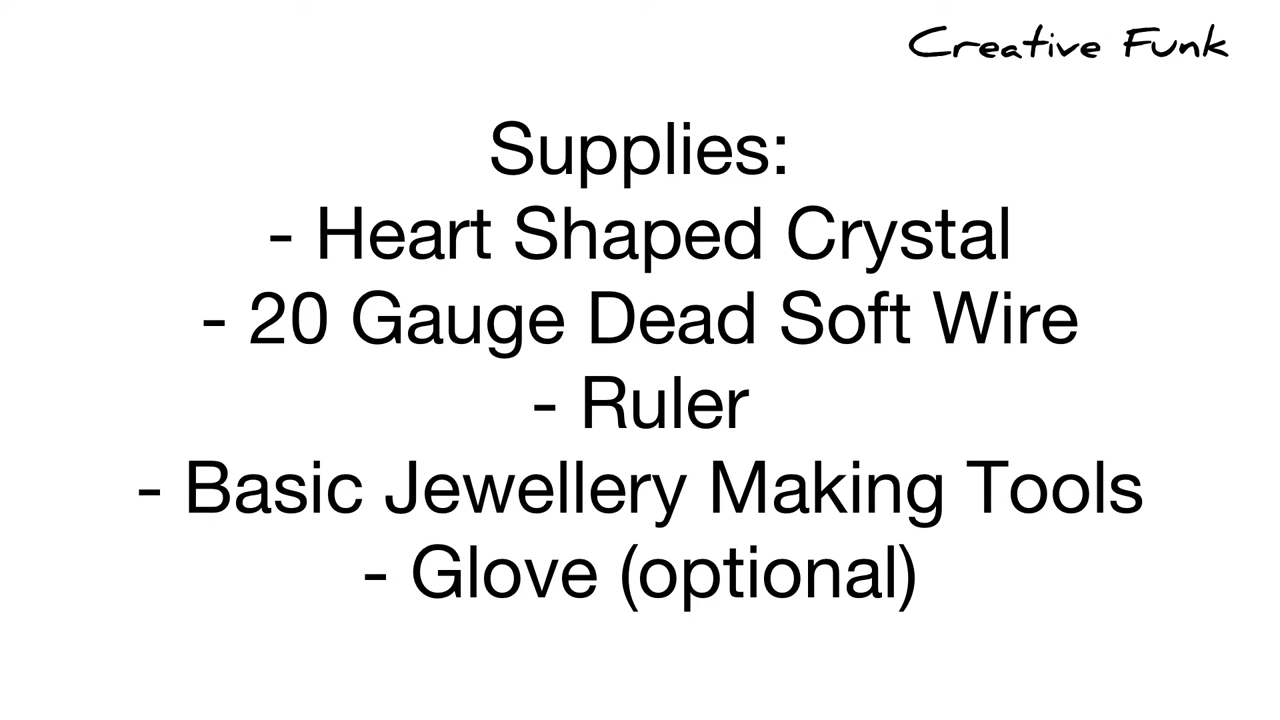 Creative Funk
Supplies:
- Heart Shaped Crystal
- 20 Gauge Dead Soft Wire
- Ruler
- Basic Jewellery Making Tools
- Glove (optional)